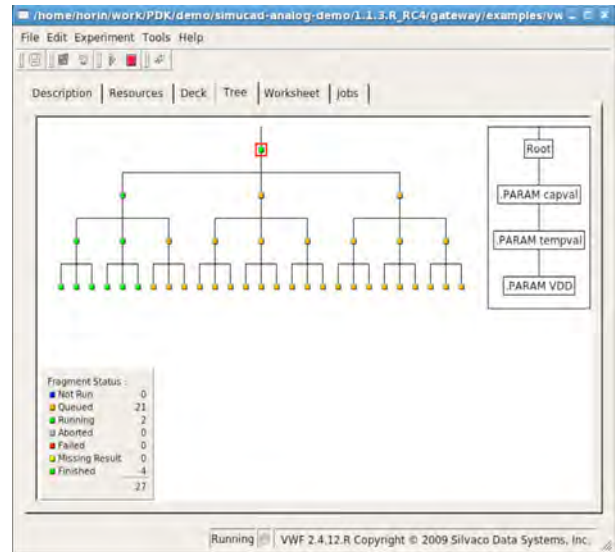 /home/horin/work/PDK/demo/simucad-analog-demo/1.1.3.R_RC4/gateway/examples/vw
File Edit Experiment Tools Help
Description Resources Deck Tree Worksheet jobs
Root
.PARAM capval
.PARAM tempval
.PARAM VDD
Fragment Status :
Not Run 0
Queued 21
Running 2
Aborted 0
Failed 0
Missing Result 0
Finished 4
27
Running VWF 2.4.12.R Copyright © 2009 Silvaco Data Systems, Inc.